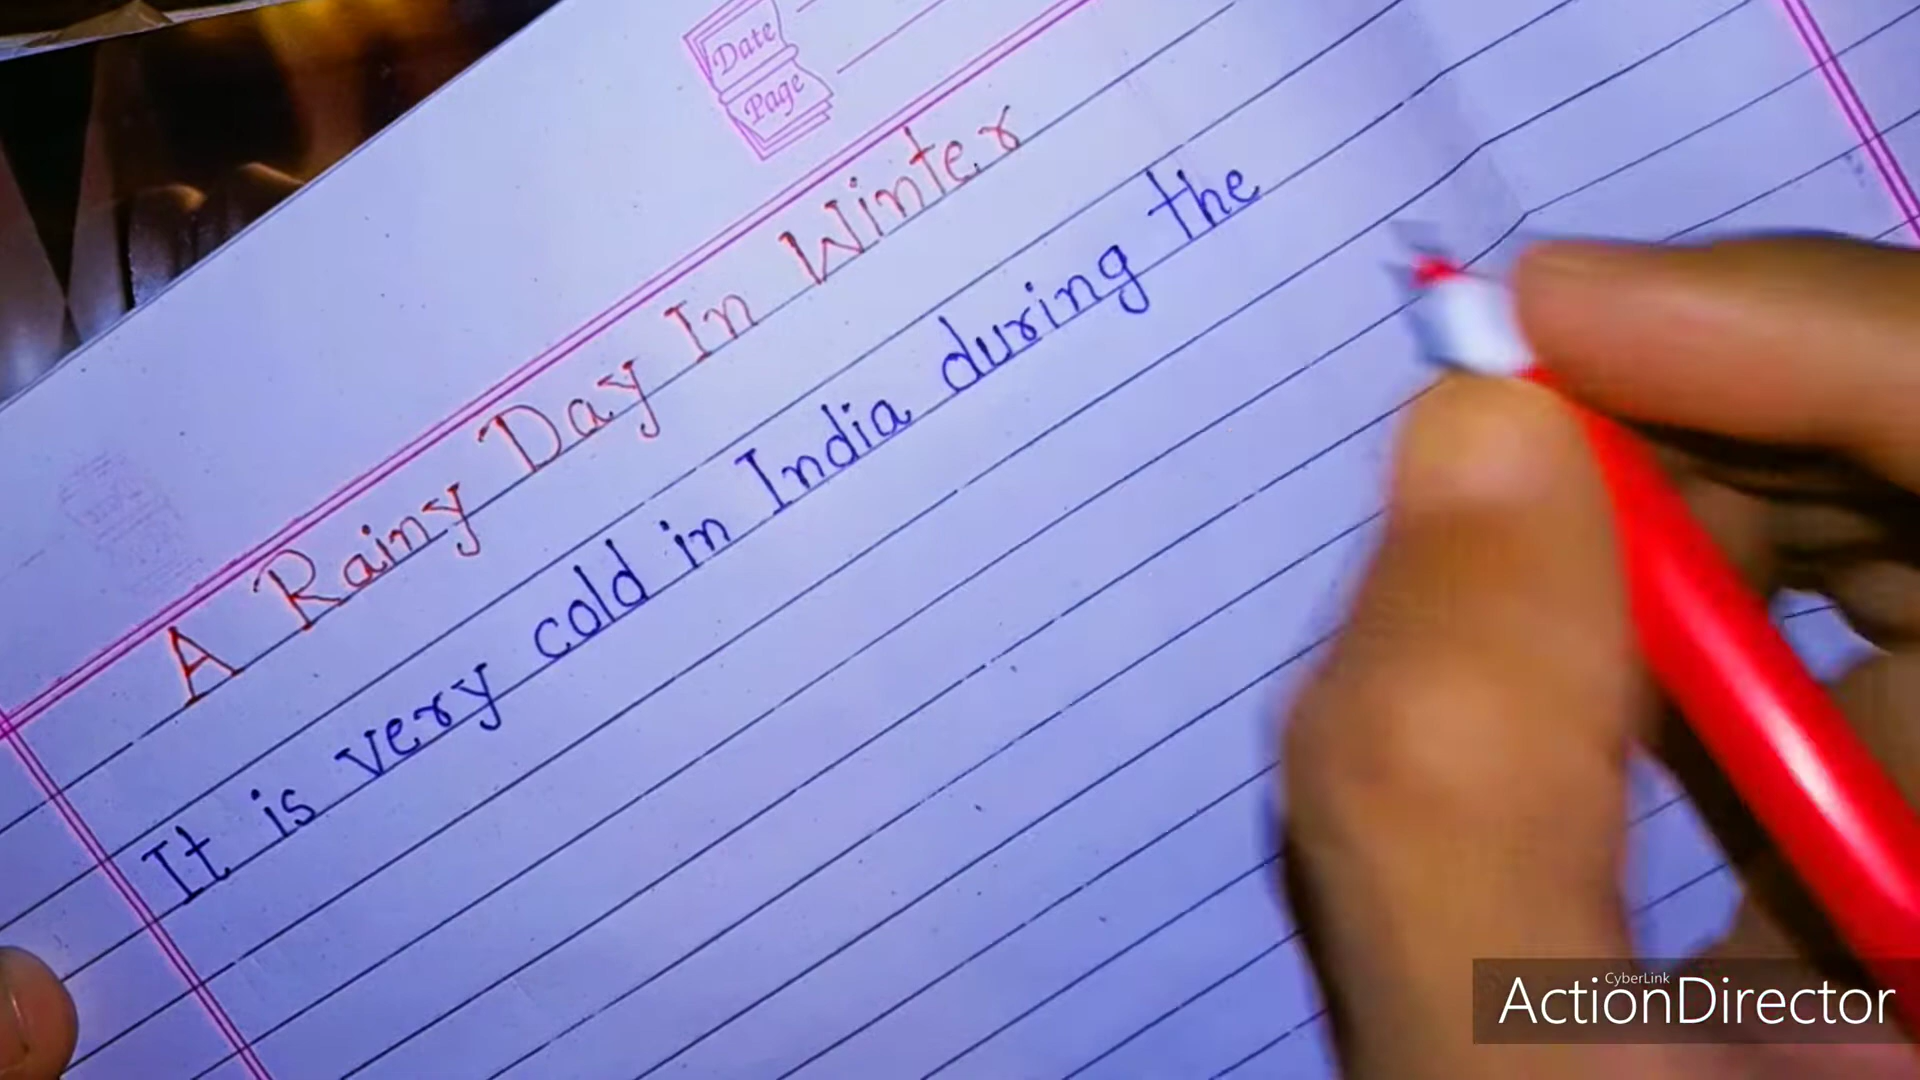 Date
Page
A Rainy Day In Winter
It is very cold in India during the
CyberLink
ActionDirector